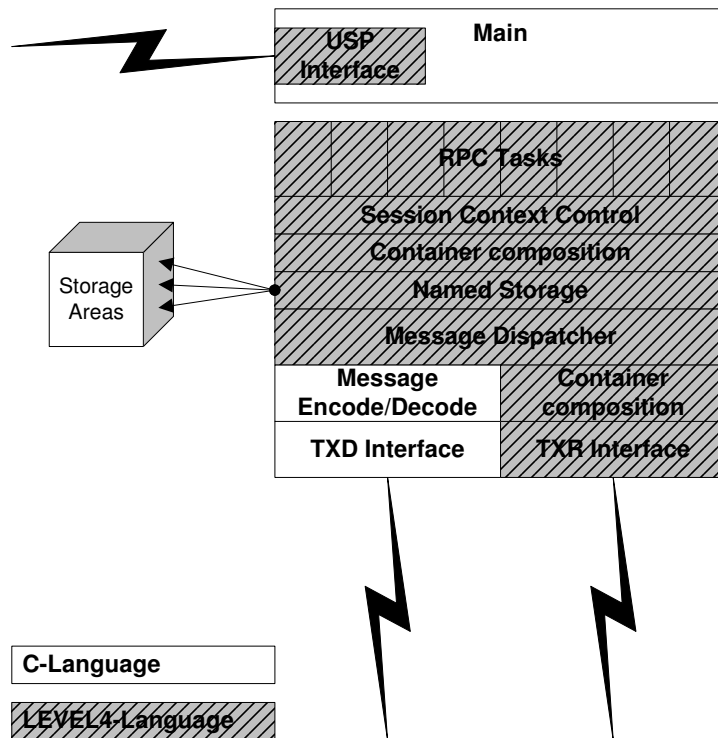 Main
USP
Interface
RPC Tasks
Session Context Control
Container composition
Named Storage
Message Dispatcher
Storage
Areas
Message
Encode/Decode
Container
composition
TXD Interface
TXR Interface
C-Language
LEVEL4-Language